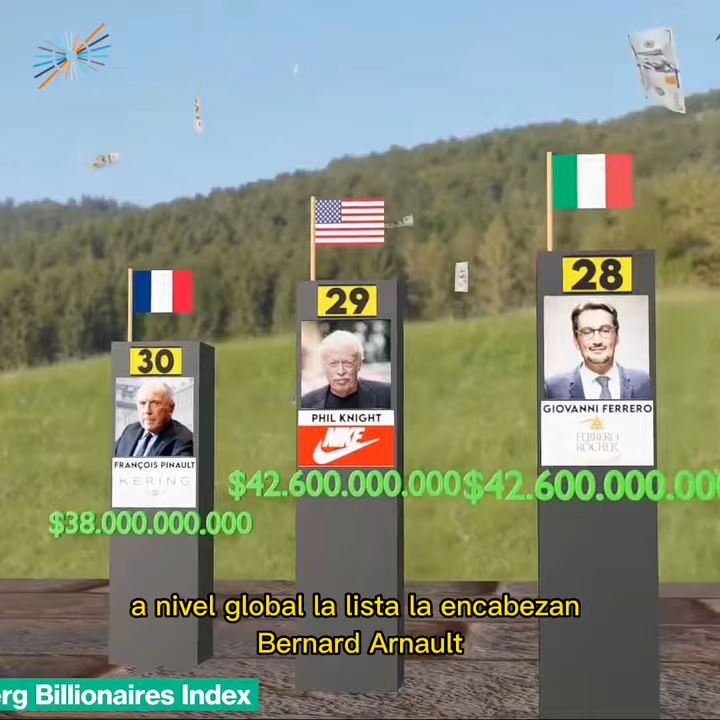 28
29
30
GIOVANNI FERRERO
FERRERO
ROCHER
PHIL KNIGHT
NIKE
FRANÇOIS PINAULT
KERING
$42.600.000.000
$42.600.000.00
$38.000.000.000
a nivel global la lista la encabezan
Bernard Arnault
erg Billionaires Index